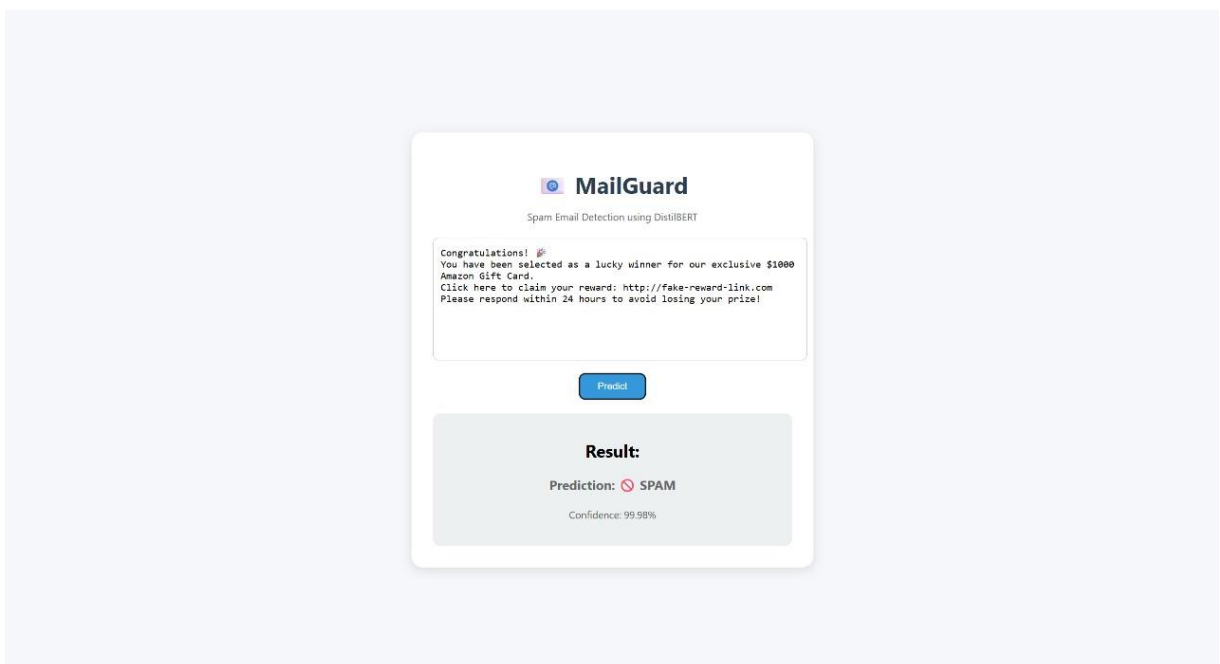 📧 MailGuard
Spam Email Detection using DistilBERT
Congratulations! 🎉
You have been selected as a lucky winner for our exclusive $1000
Amazon Gift Card.
Click here to claim your reward: http://fake-reward-link.com
Please respond within 24 hours to avoid losing your prize!
Predict
Result:
Prediction: 🚫 SPAM
Confidence: 99.98%